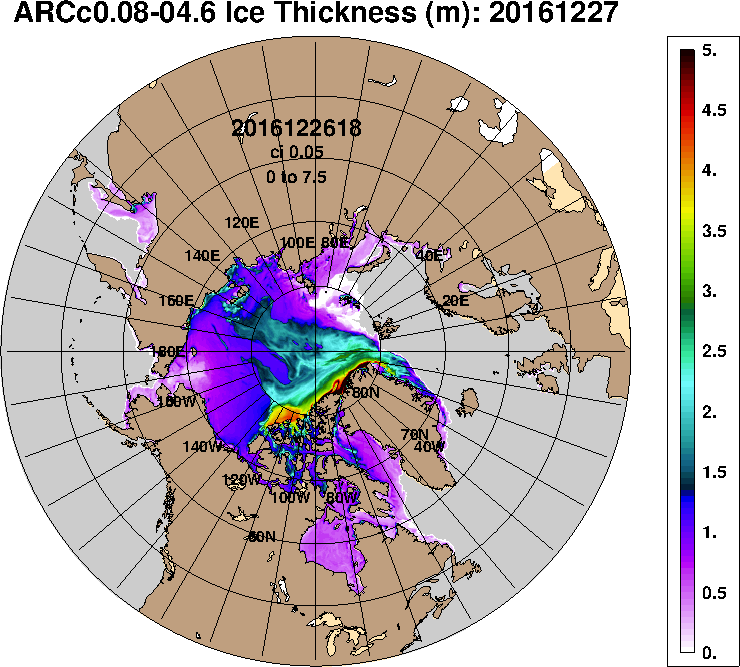 ARCc0.08-04.6 Ice Thickness (m): 20161227
2016122618
ci 0.05
0 to 7.5
120E
100E 80E
140E
40E
160E
20E
180E
160W
80N
140W
70N
40W
120W
100W 80W
60N
5.
4.5
4.
3.5
3.
2.5
2.
1.5
1.
0.5
0.